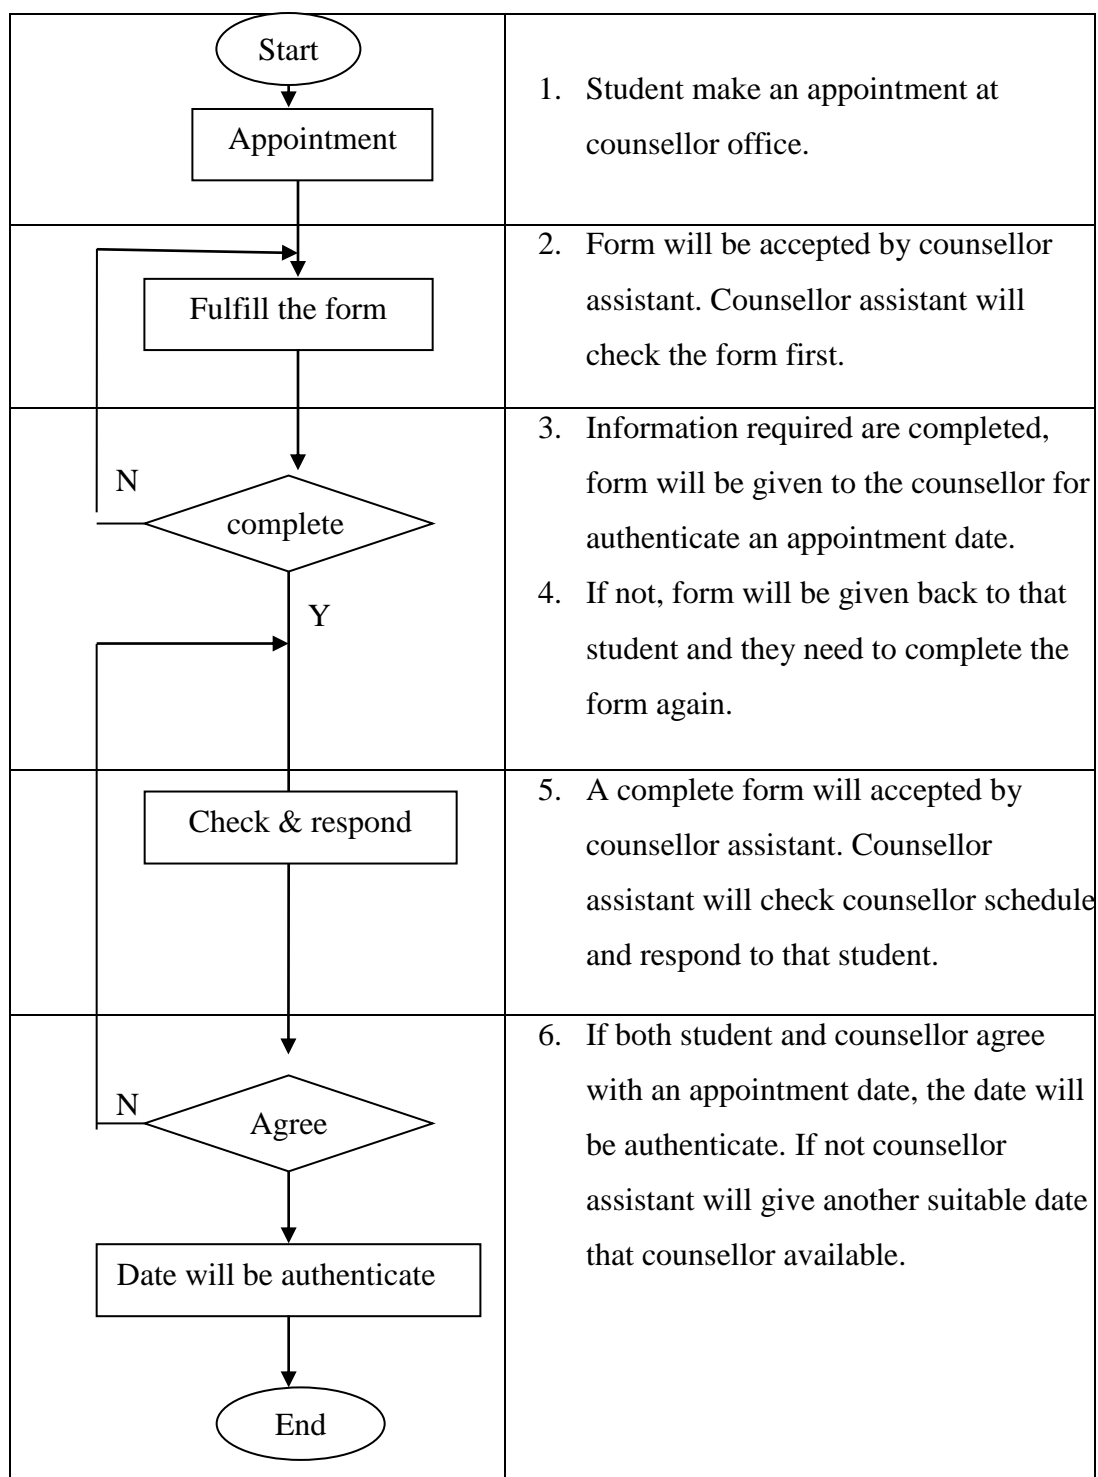 Start
Appointment
1. Student make an appointment at
counsellor office.
Fulfill the form
2. Form will be accepted by counsellor
assistant. Counsellor assistant will
check the form first.
N
complete
Y
3. Information required are completed,
form will be given to the counsellor for
authenticate an appointment date.
4. If not, form will be given back to that
student and they need to complete the
form again.
Check & respond
5. A complete form will accepted by
counsellor assistant. Counsellor
assistant will check counsellor schedule
and respond to that student.
N
Agree
Date will be authenticate
End
6. If both student and counsellor agree
with an appointment date, the date will
be authenticate. If not counsellor
assistant will give another suitable date
that counsellor available.